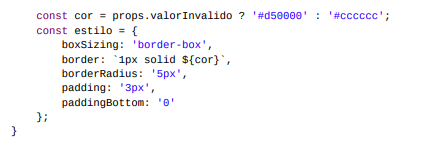 const cor = props.valorInvalido ? '#d50000' : '#cccccc';
const estilo = {
boxSizing: 'border-box',
border: `1px solid ${cor}`,
borderRadius: '5px',
padding: '3px',
paddingBottom: '0'
};
}